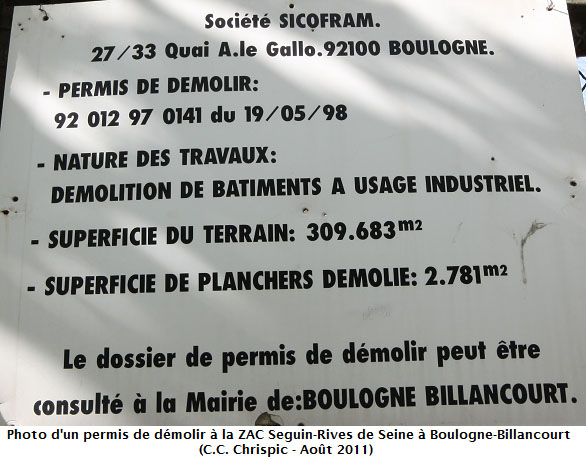 Société SICOFRAM.
27/33 Quai A.le Gallo.92100 BOULOGNE.
- PERMIS DE DEMOLIR:
92 012 97 0141 du 19/05/98
- NATURE DES TRAVAUX:
DEMOLITION DE BATIMENTS A USAGE INDUSTRIEL.
- SUPERFICIE DU TERRAIN: 309.683m2
- SUPERFICIE DE PLANCHERS DEMOLIE: 2.781m2
Le dossier de permis de démolir peut être
consulté à la Mairie de:BOULOGNE BILLANCOURT.
Photo d'un permis de démolir à la ZAC Seguin-Rives de Seine à Boulogne-Billancourt
(C.C. Chrispic - Août 2011)